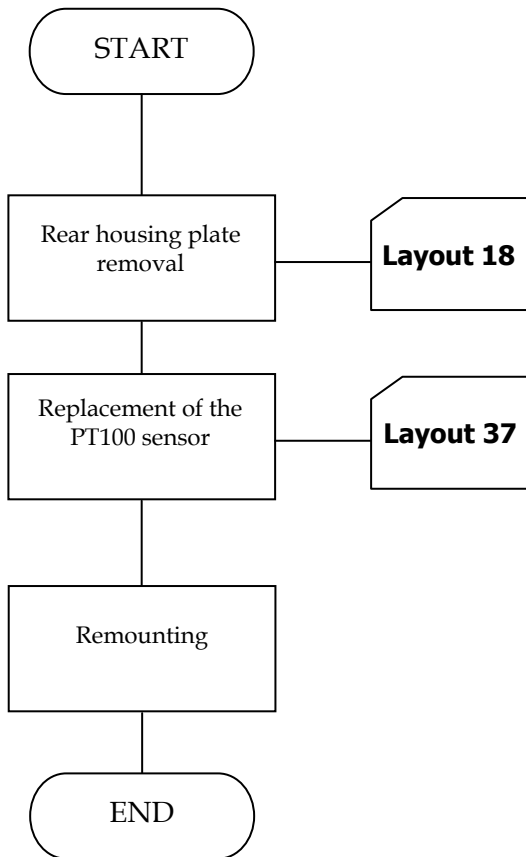 START
Rear housing plate
removal
Layout 18
Replacement of the
PT100 sensor
Layout 37
Remounting
END